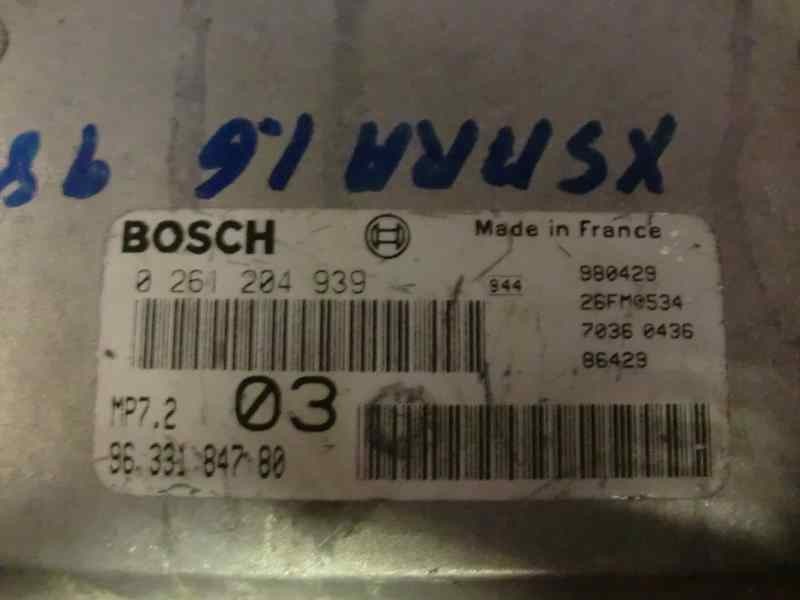 XSARA 1.6 98
BOSCH
Made in France
0 261 204 939
944
980429
26FM0534
7036 0436
86429
MP7.2
03
96.331 847 80